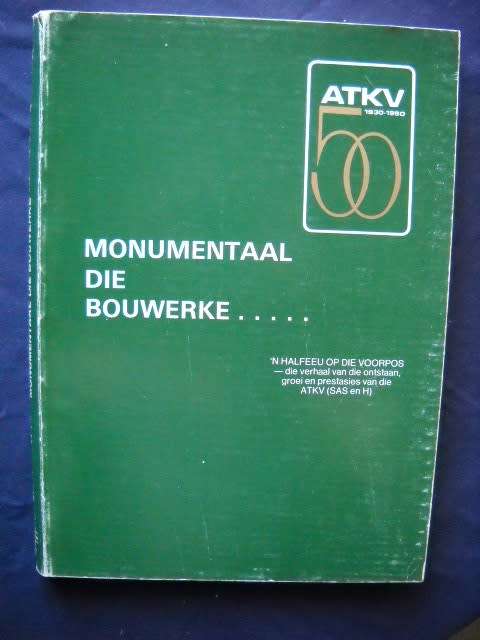 ATKV
1930-1980
50
MONUMENTAAL
DIE
BOUWERKE . . . . .
'N HALFEEU OP DIE VOORPOS
— die verhaal van die ontstaan,
groei en prestasies van die
ATKV (SAS en H)
MONUMENTAAL DIE BOUWERKE